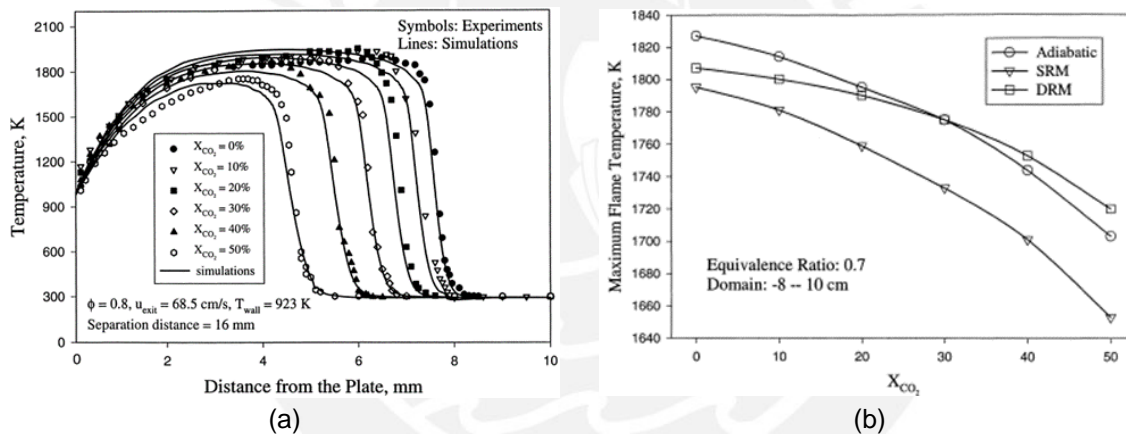 Symbols: Experiments
Lines: Simulations
Temperature, K
2100
1800
1500
1200
900
600
300
0
X_CO₂ = 0%
X_CO₂ = 10%
X_CO₂ = 20%
X_CO₂ = 30%
X_CO₂ = 40%
X_CO₂ = 50%
simulations
ϕ = 0.8, u_exit = 68.5 cm/s, T_wall = 923 K
Separation distance = 16 mm
0 2 4 6 8 10
Distance from the Plate, mm
(a)
Maximum Flame Temperature, K
1840
1820
1800
1780
1760
1740
1720
1700
1680
1660
1640
Adiabatic
SRM
DRM
Equivalence Ratio: 0.7
Domain: -8 -- 10 cm
0 10 20 30 40 50
X_CO₂
(b)